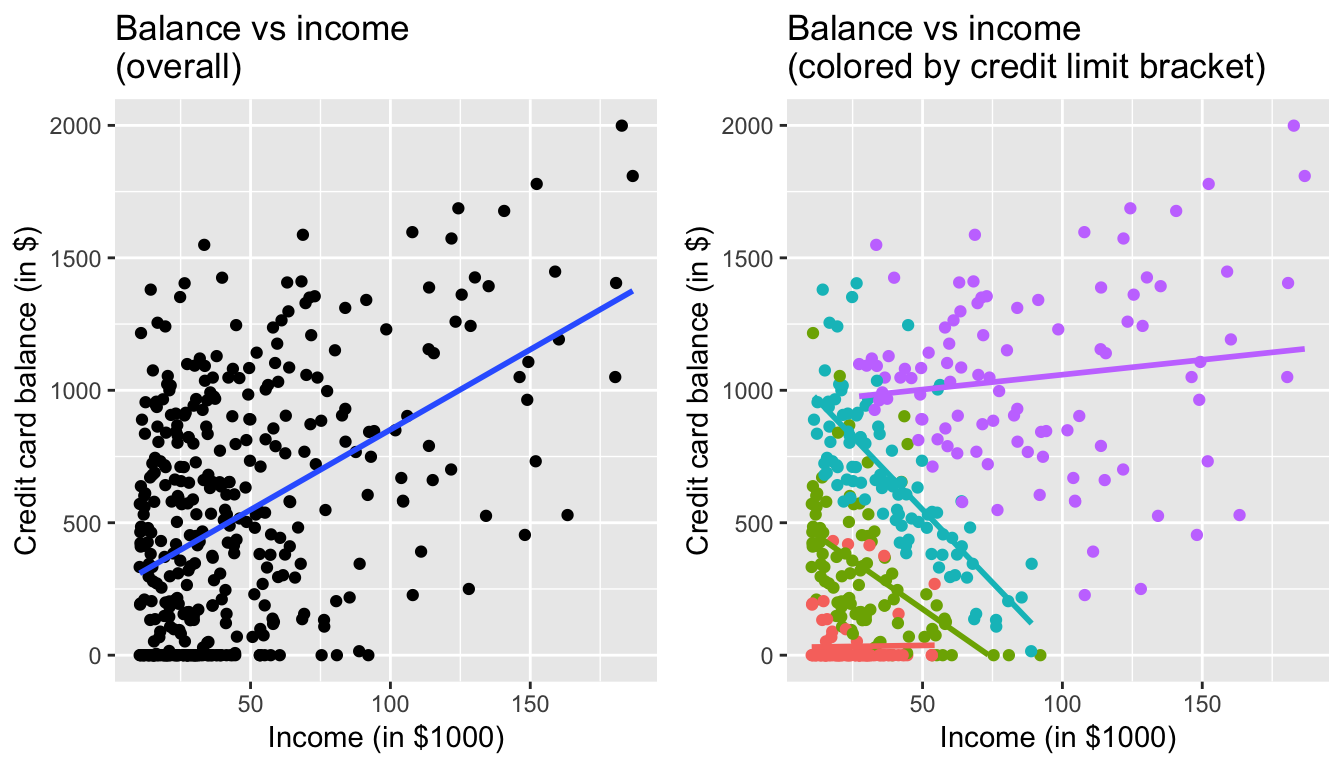 Balance vs income
(overall)
Credit card balance (in $)
2000
1500
1000
500
0
50 100 150
Income (in $1000)
Balance vs income
(colored by credit limit bracket)
Credit card balance (in $)
2000
1500
1000
500
0
50 100 150
Income (in $1000)